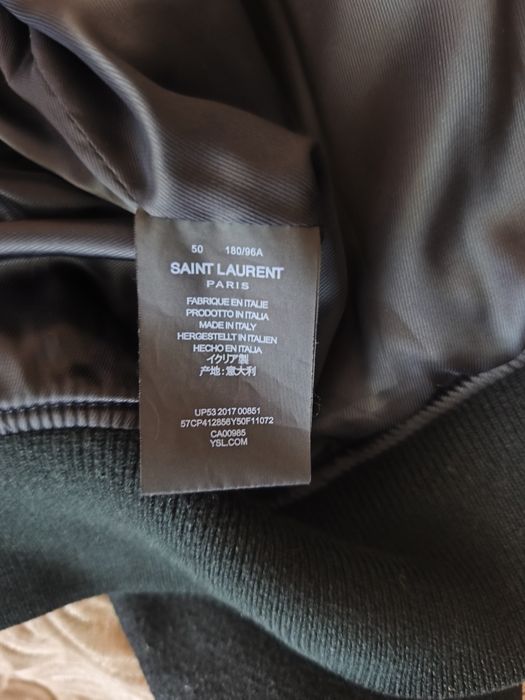 50 180/96A
SAINT LAURENT
PARIS
FABRIQUE EN ITALIE
PRODOTTO IN ITALIA
MADE IN ITALY
HERGESTELLT IN ITALIEN
HECHO EN ITALIA
イクリア製
产地:意大利
UP53 2017 00851
57CP412856Y50F11072
CA00985
YSL.COM